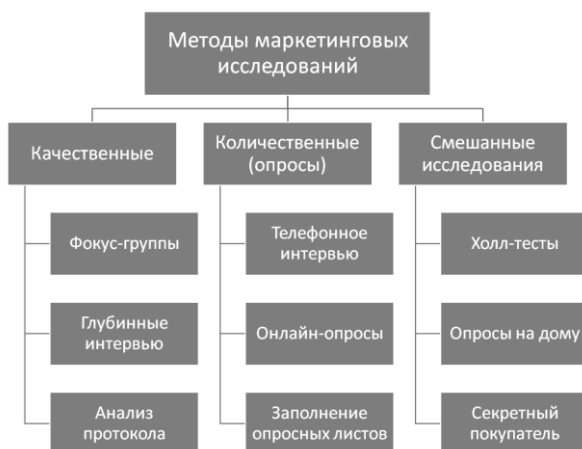 Методы маркетинговых
исследований
Качественные
Количественные
(опросы)
Смешанные
исследования
Фокус-группы
Телефонное
интервью
Холл-тесты
Глубинные
интервью
Онлайн-опросы
Опросы на дому
Анализ
протокола
Заполнение
опросных листов
Секретный
покупатель